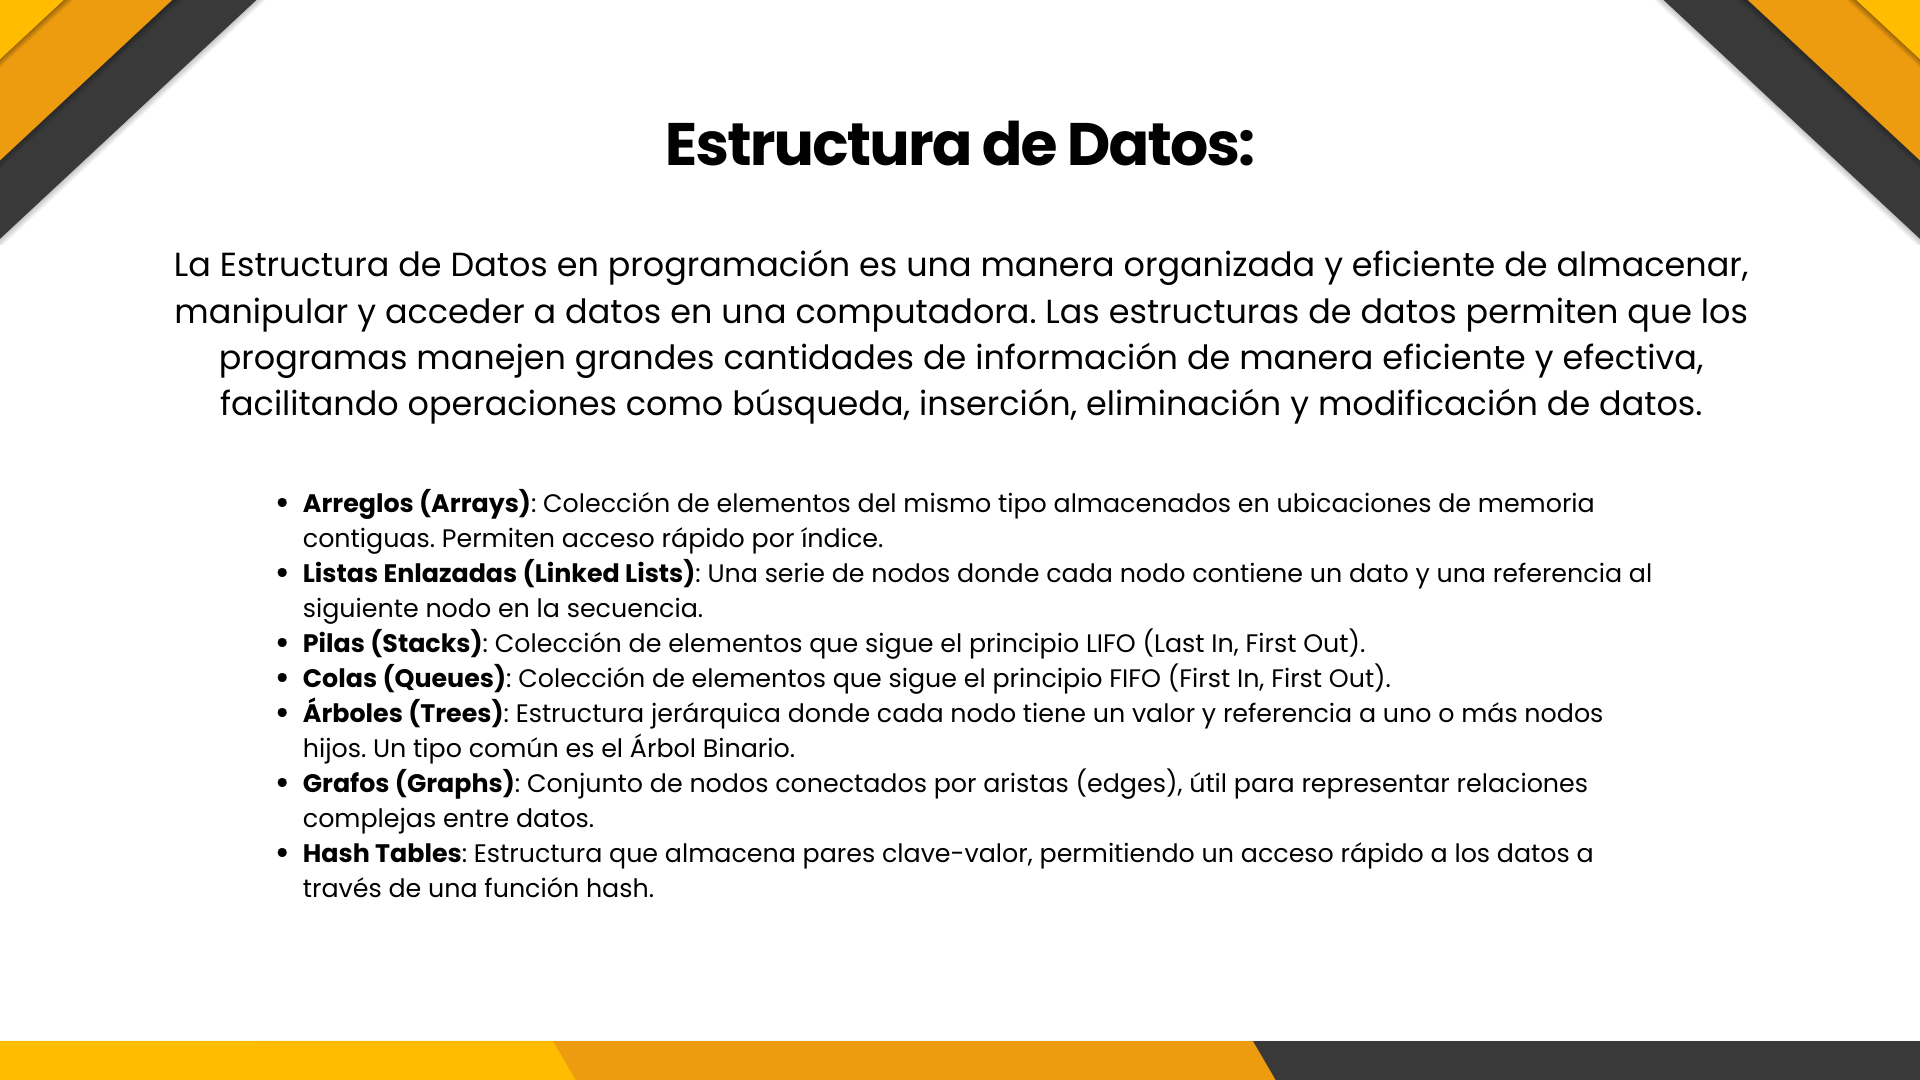 Estructura de Datos:
La Estructura de Datos en programación es una manera organizada y eficiente de almacenar,
manipular y acceder a datos en una computadora. Las estructuras de datos permiten que los
programas manejen grandes cantidades de información de manera eficiente y efectiva,
facilitando operaciones como búsqueda, inserción, eliminación y modificación de datos.
• Arreglos (Arrays): Colección de elementos del mismo tipo almacenados en ubicaciones de memoria
contiguas. Permiten acceso rápido por índice.
• Listas Enlazadas (Linked Lists): Una serie de nodos donde cada nodo contiene un dato y una referencia al
siguiente nodo en la secuencia.
• Pilas (Stacks): Colección de elementos que sigue el principio LIFO (Last In, First Out).
• Colas (Queues): Colección de elementos que sigue el principio FIFO (First In, First Out).
• Árboles (Trees): Estructura jerárquica donde cada nodo tiene un valor y referencia a uno o más nodos
hijos. Un tipo común es el Árbol Binario.
• Grafos (Graphs): Conjunto de nodos conectados por aristas (edges), útil para representar relaciones
complejas entre datos.
• Hash Tables: Estructura que almacena pares clave-valor, permitiendo un acceso rápido a los datos a
través de una función hash.